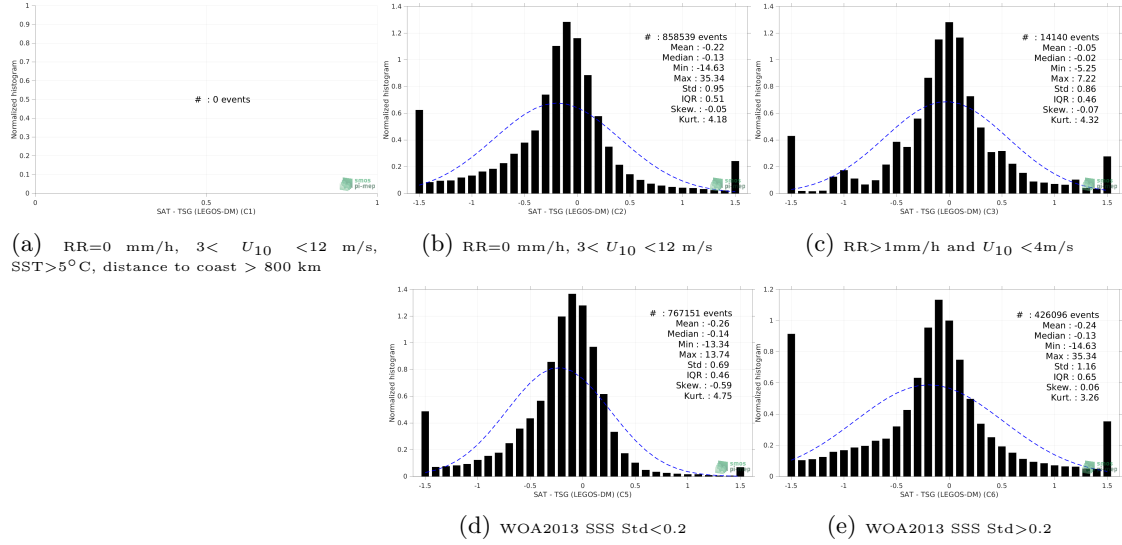 Normalized histogram
1
0.9
0.8
0.7
0.6
0.5
0.4
0.3
0.2
0.1
0
# : 0 events
0 0.5 1
SAT - TSG (LEGOS-DM) (C1)
smos
pi-mep
(a) RR=0 mm/h, 3< U10 <12 m/s,
SST>5°C, distance to coast > 800 km
Normalized histogram
1.4
1.2
1
0.8
0.6
0.4
0.2
0
# : 858539 events
Mean : -0.22
Median : -0.13
Min : -14.63
Max : 35.34
Std : 0.95
IQR : 0.51
Skew. : -0.05
Kurt. : 4.18
smos
pi-mep
-1.5 -1 -0.5 0 0.5 1 1.5
SAT - TSG (LEGOS-DM) (C2)
(b) RR=0 mm/h, 3< U10 <12 m/s
Normalized histogram
1.4
1.2
1
0.8
0.6
0.4
0.2
0
# : 14140 events
Mean : -0.05
Median : -0.02
Min : -5.25
Max : 7.22
Std : 0.86
IQR : 0.46
Skew. : -0.07
Kurt. : 4.32
smos
pi-mep
-1.5 -1 -0.5 0 0.5 1 1.5
SAT - TSG (LEGOS-DM) (C3)
(c) RR>1mm/h and U10 <4m/s
Normalized histogram
1.4
1.2
1
0.8
0.6
0.4
0.2
0
# : 767151 events
Mean : -0.26
Median : -0.14
Min : -13.34
Max : 13.74
Std : 0.69
IQR : 0.46
Skew. : -0.59
Kurt. : 4.75
smos
pi-mep
-1.5 -1 -0.5 0 0.5 1 1.5
SAT - TSG (LEGOS-DM) (C5)
(d) WOA2013 SSS Std<0.2
Normalized histogram
1.2
1
0.8
0.6
0.4
0.2
0
# : 426096 events
Mean : -0.24
Median : -0.13
Min : -14.63
Max : 35.34
Std : 1.16
IQR : 0.65
Skew. : 0.06
Kurt. : 3.26
smos
pi-mep
-1.5 -1 -0.5 0 0.5 1 1.5
SAT - TSG (LEGOS-DM) (C6)
(e) WOA2013 SSS Std>0.2